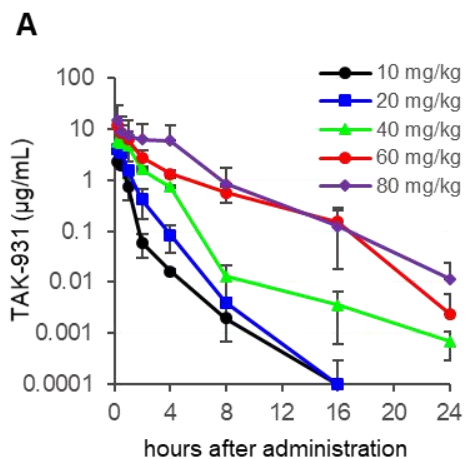 A
100
10
1
0.1
0.01
0.001
0.0001
TAK-931 (μg/mL)
10 mg/kg
20 mg/kg
40 mg/kg
60 mg/kg
80 mg/kg
0 4 8 12 16 20 24
hours after administration